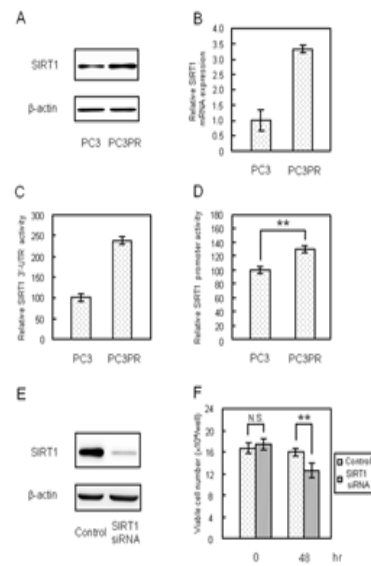 A
SIRT1
β-actin
PC3 PC3PR
B
Relative SIRT1
mRNA expression
4.0
3.5
3.0
2.5
2.0
1.5
1.0
0.5
0
PC3 PC3PR
C
Relative SIRT1 3'-UTR activity
300
250
200
150
100
50
0
PC3 PC3PR
D
Relative SIRT1 promoter activity
180
160
140
120
100
80
60
40
20
0
**
PC3 PC3PR
E
SIRT1
β-actin
Control SIRT1
siRNA
F
Viable cell number (×10⁴/well)
24
20
16
12
8
4
0
N.S.
**
0 48 hr
Control
SIRT1
siRNA